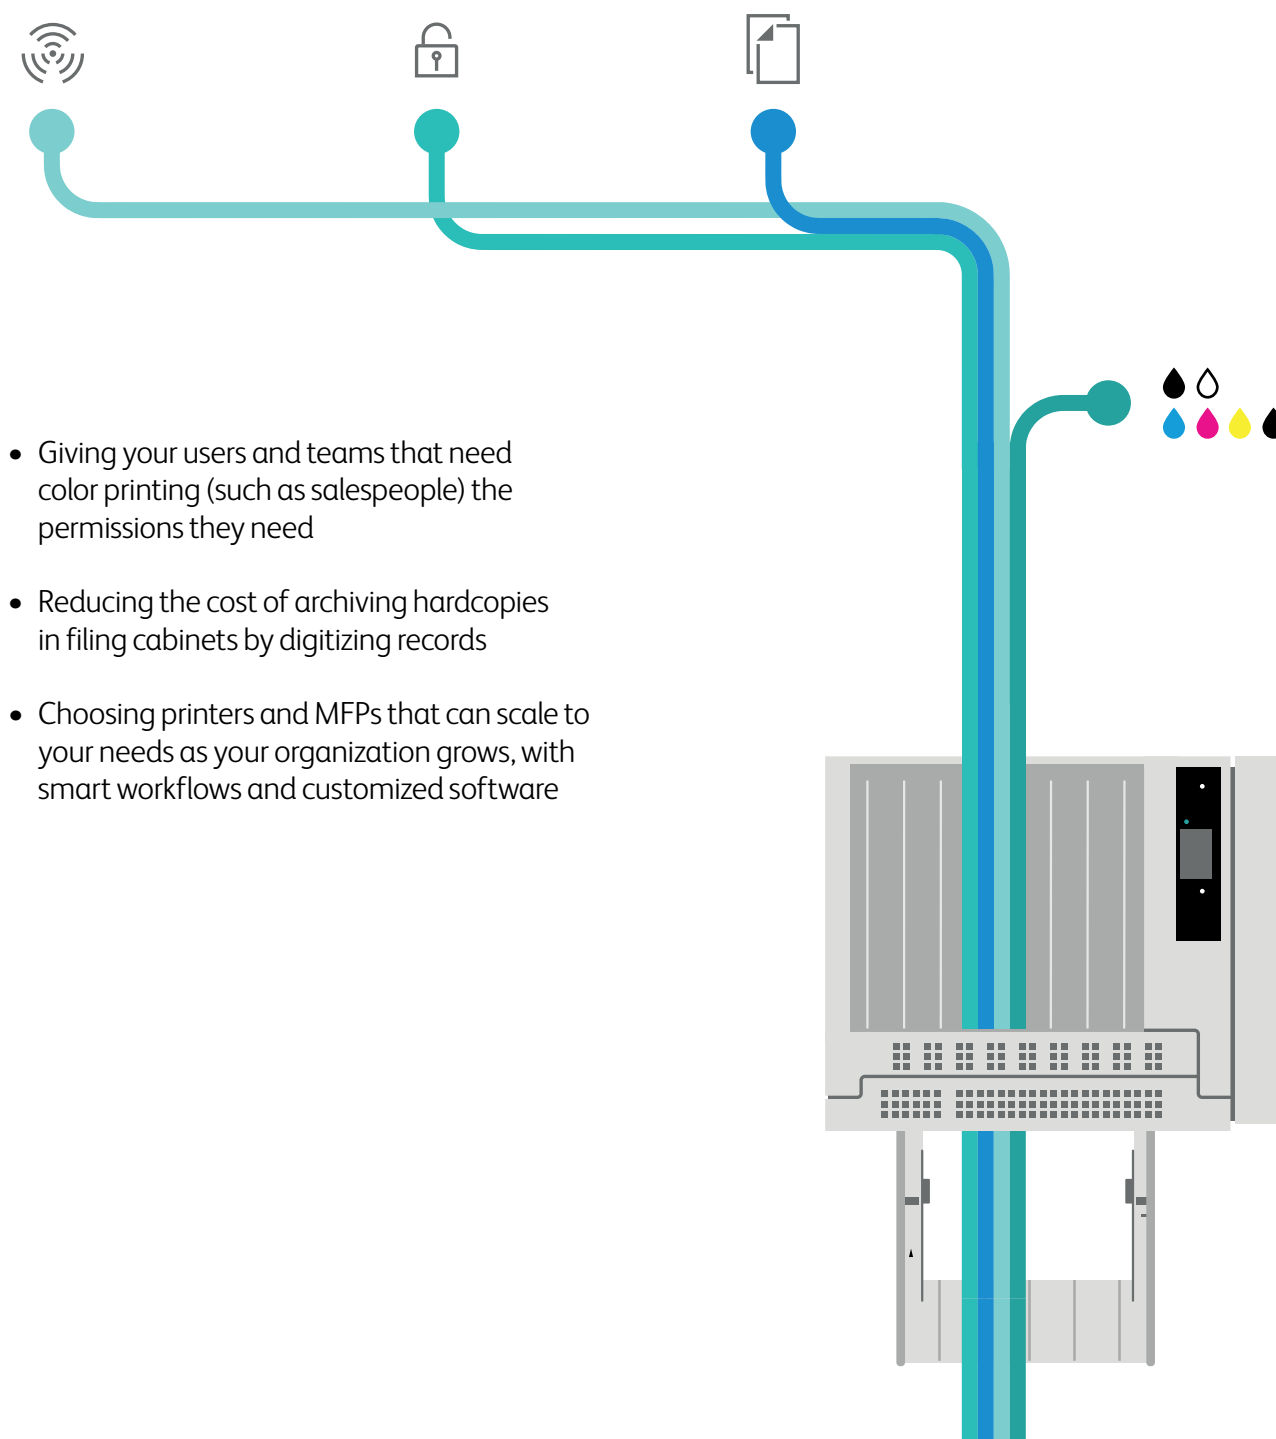 • Giving your users and teams that need
color printing (such as salespeople) the
permissions they need
• Reducing the cost of archiving hardcopies
in filing cabinets by digitizing records
• Choosing printers and MFPs that can scale to
your needs as your organization grows, with
smart workflows and customized software